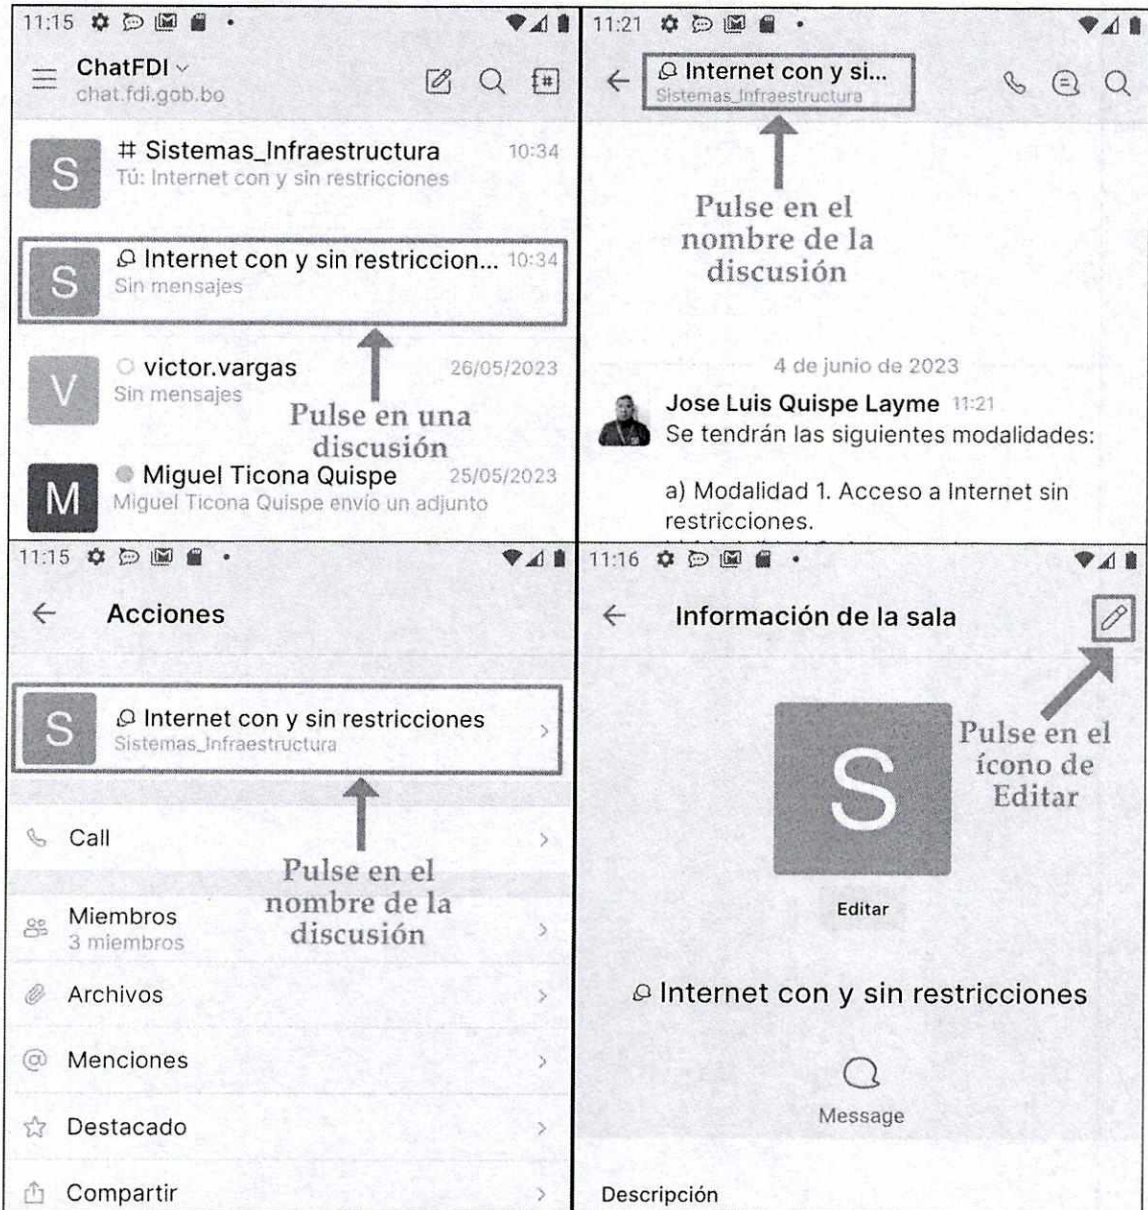 11:15
ChatFDI
chat.fdi.gob.bo
# Sistemas_Infraestructura 10:34
Tú: Internet con y sin restricciones
S
Internet con y sin restriccion... 10:34
Sin mensajes
S
victor.vargas 26/05/2023
Sin mensajes
V
Pulse en una
discusión
Miguel Ticona Quispe 25/05/2023
Miguel Ticona Quispe envío un adjunto
M
11:21
Internet con y si...
Sistemas_Infraestructura
Pulse en el
nombre de la
discusión
4 de junio de 2023
Jose Luis Quispe Layme 11:21
Se tendrán las siguientes modalidades:
a) Modalidad 1. Acceso a Internet sin
restricciones.
11:15
Acciones
S
Internet con y sin restricciones
Sistemas_Infraestructura
Call
Pulse en el
nombre de la
discusión
Miembros
3 miembros
Archivos
Menciones
Destacado
Compartir
11:16
Información de la sala
Pulse en el
ícono de
Editar
S
Editar
Internet con y sin restricciones
Message
Descripción